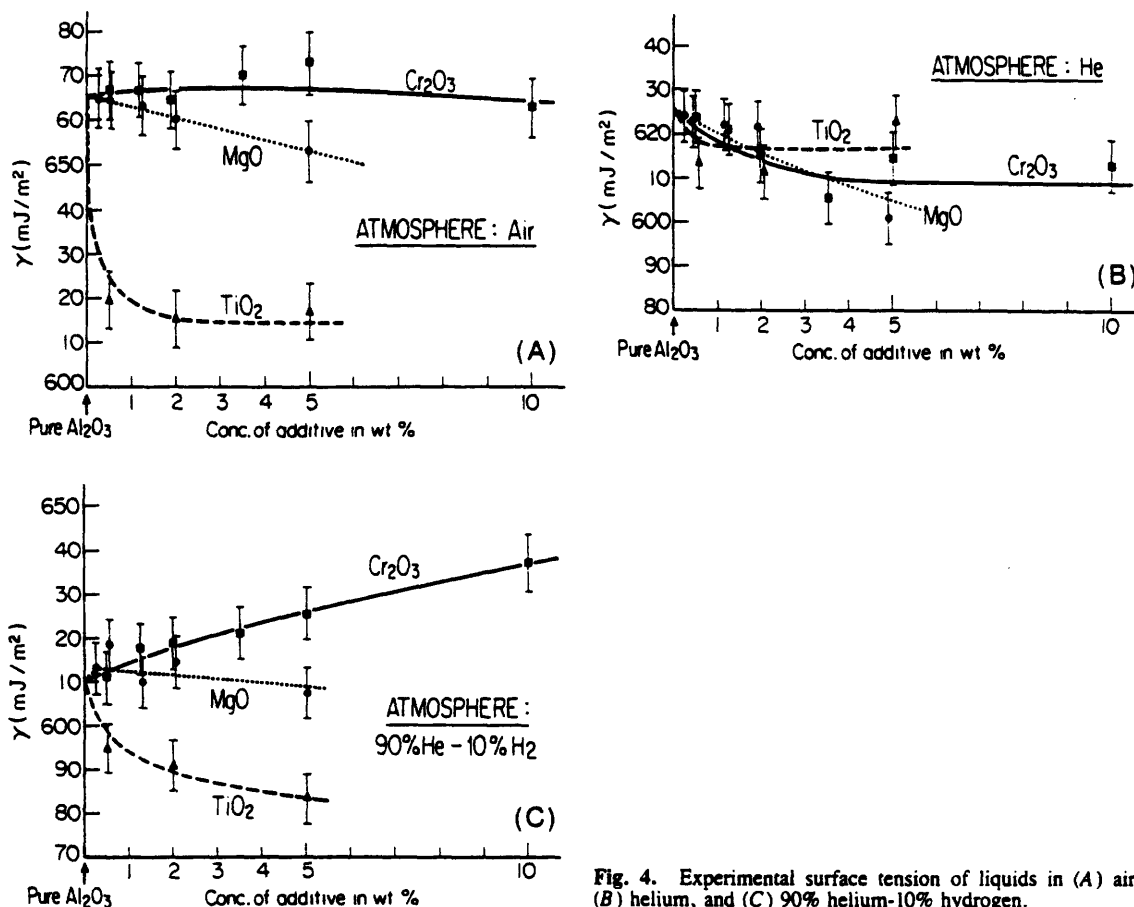 80
70
60
650
40
30
20
10
600
γ(mJ/m²)
Cr₂O₃
MgO
ATMOSPHERE : Air
TiO₂
(A)
1 2 3 4 5 10
Pure Al₂O₃ Conc. of additive in wt %
40
30
620
10
600
90
80
γ(mJ/m²)
ATMOSPHERE : He
TiO₂
Cr₂O₃
MgO
(B)
1 2 3 4 5 10
Pure Al₂O₃ Conc. of additive in wt %
650
40
30
20
10
600
90
80
70
γ(mJ/m²)
Cr₂O₃
MgO
ATMOSPHERE :
90%He-10%H₂
TiO₂
(C)
1 2 3 4 5 10
Pure Al₂O₃ Conc. of additive in wt %
Fig. 4. Experimental surface tension of liquids in (A) air
(B) helium, and (C) 90% helium-10% hydrogen.